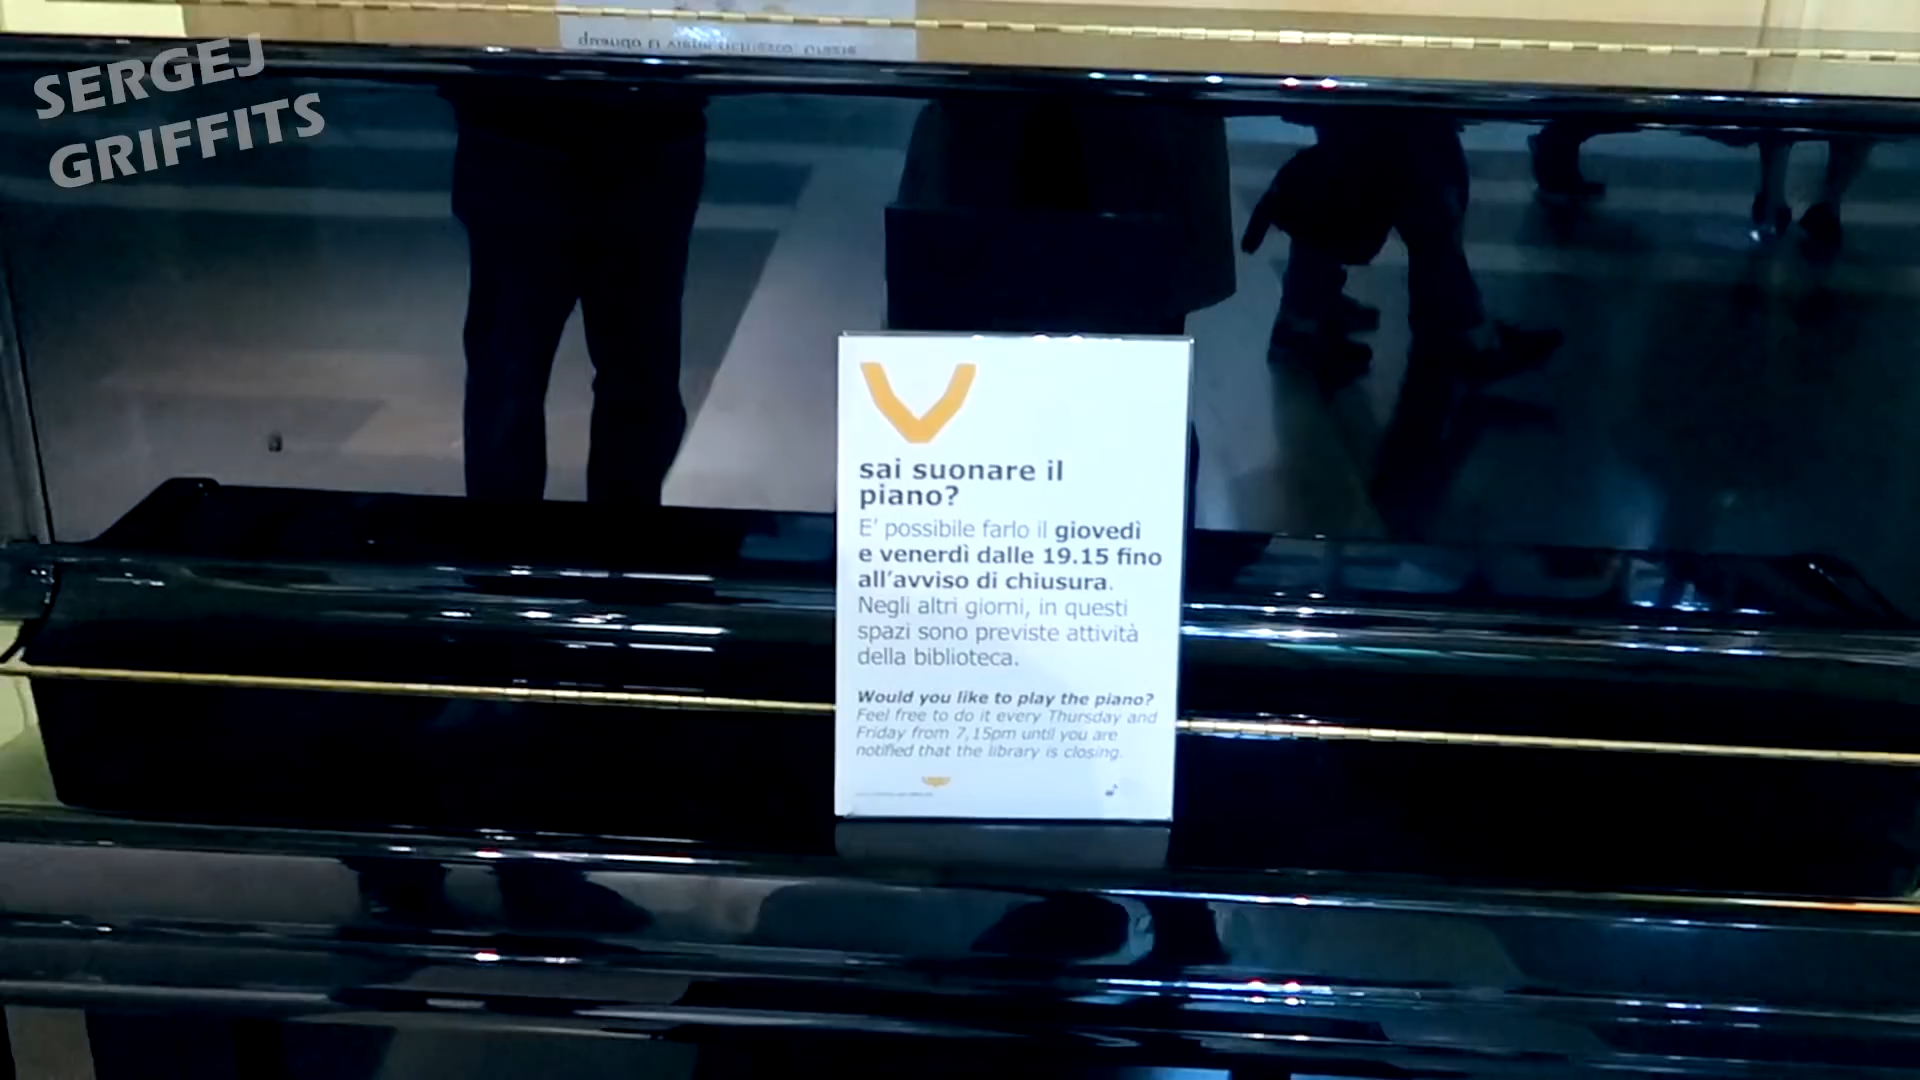 SERGEJ
GRIFFITS
sai suonare il
piano?
E' possibile farlo il giovedì
e venerdì dalle 19.15 fino
all'avviso di chiusura.
Negli altri giorni, in questi
spazi sono previste attività
della biblioteca.
Would you like to play the piano?
Feel free to do it every Thursday and
Friday from 7,15pm until you are
notified that the library is closing.